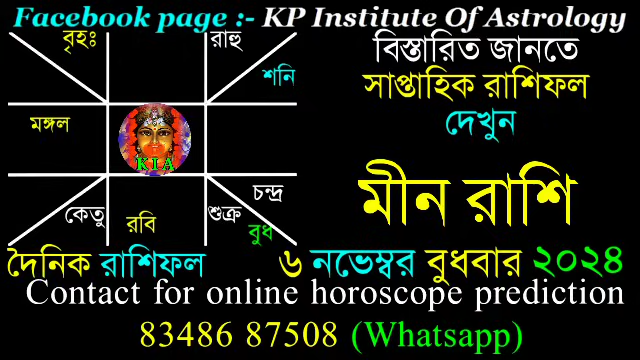 Facebook page :- KP Institute Of Astrology
বৃহঃ
রাহু
শনি
মঙ্গল
KIA
চন্দ্র
কেতু
রবি
শুক্র
বুধ
বিস্তারিত জানতে
সাপ্তাহিক রাশিফল
দেখুন
মীন রাশি
দৈনিক রাশিফল ৬ নভেম্বর বুধবার ২০২৪
Contact for online horoscope prediction
83486 87508 (Whatsapp)